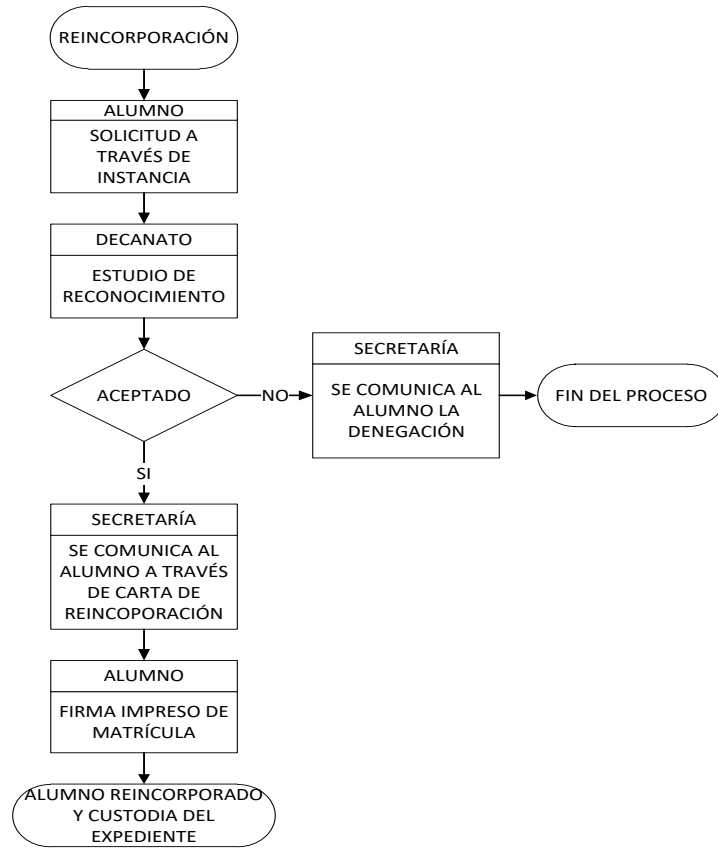 REINCORPORACIÓN
ALUMNO
SOLICITUD A
TRAVÉS DE
INSTANCIA
DECANATO
ESTUDIO DE
RECONOCIMIENTO
ACEPTADO
NO
SECRETARÍA
SE COMUNICA AL
ALUMNO LA
DENEGACIÓN
FIN DEL PROCESO
SI
SECRETARÍA
SE COMUNICA AL
ALUMNO A TRAVÉS
DE CARTA DE
REINCOPORACIÓN
ALUMNO
FIRMA IMPRESO DE
MATRÍCULA
ALUMNO REINCORPORADO
Y CUSTODIA DEL
EXPEDIENTE